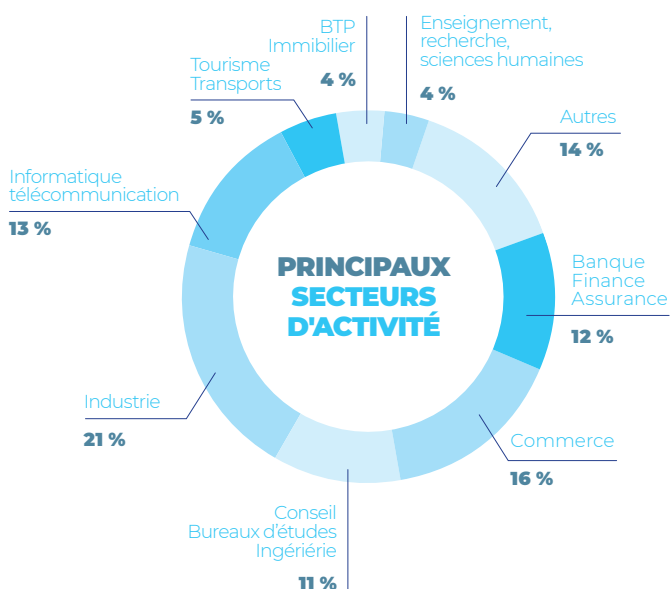 BTP
Immobilier
4 %
Enseignement,
recherche,
sciences humaines
4 %
Tourisme
Transports
5 %
Autres
14 %
Informatique
télécommunication
13 %
PRINCIPAUX
SECTEURS
D'ACTIVITÉ
Banque
Finance
Assurance
12 %
Industrie
21 %
Commerce
16 %
Conseil
Bureaux d'études
Ingériérie
11 %